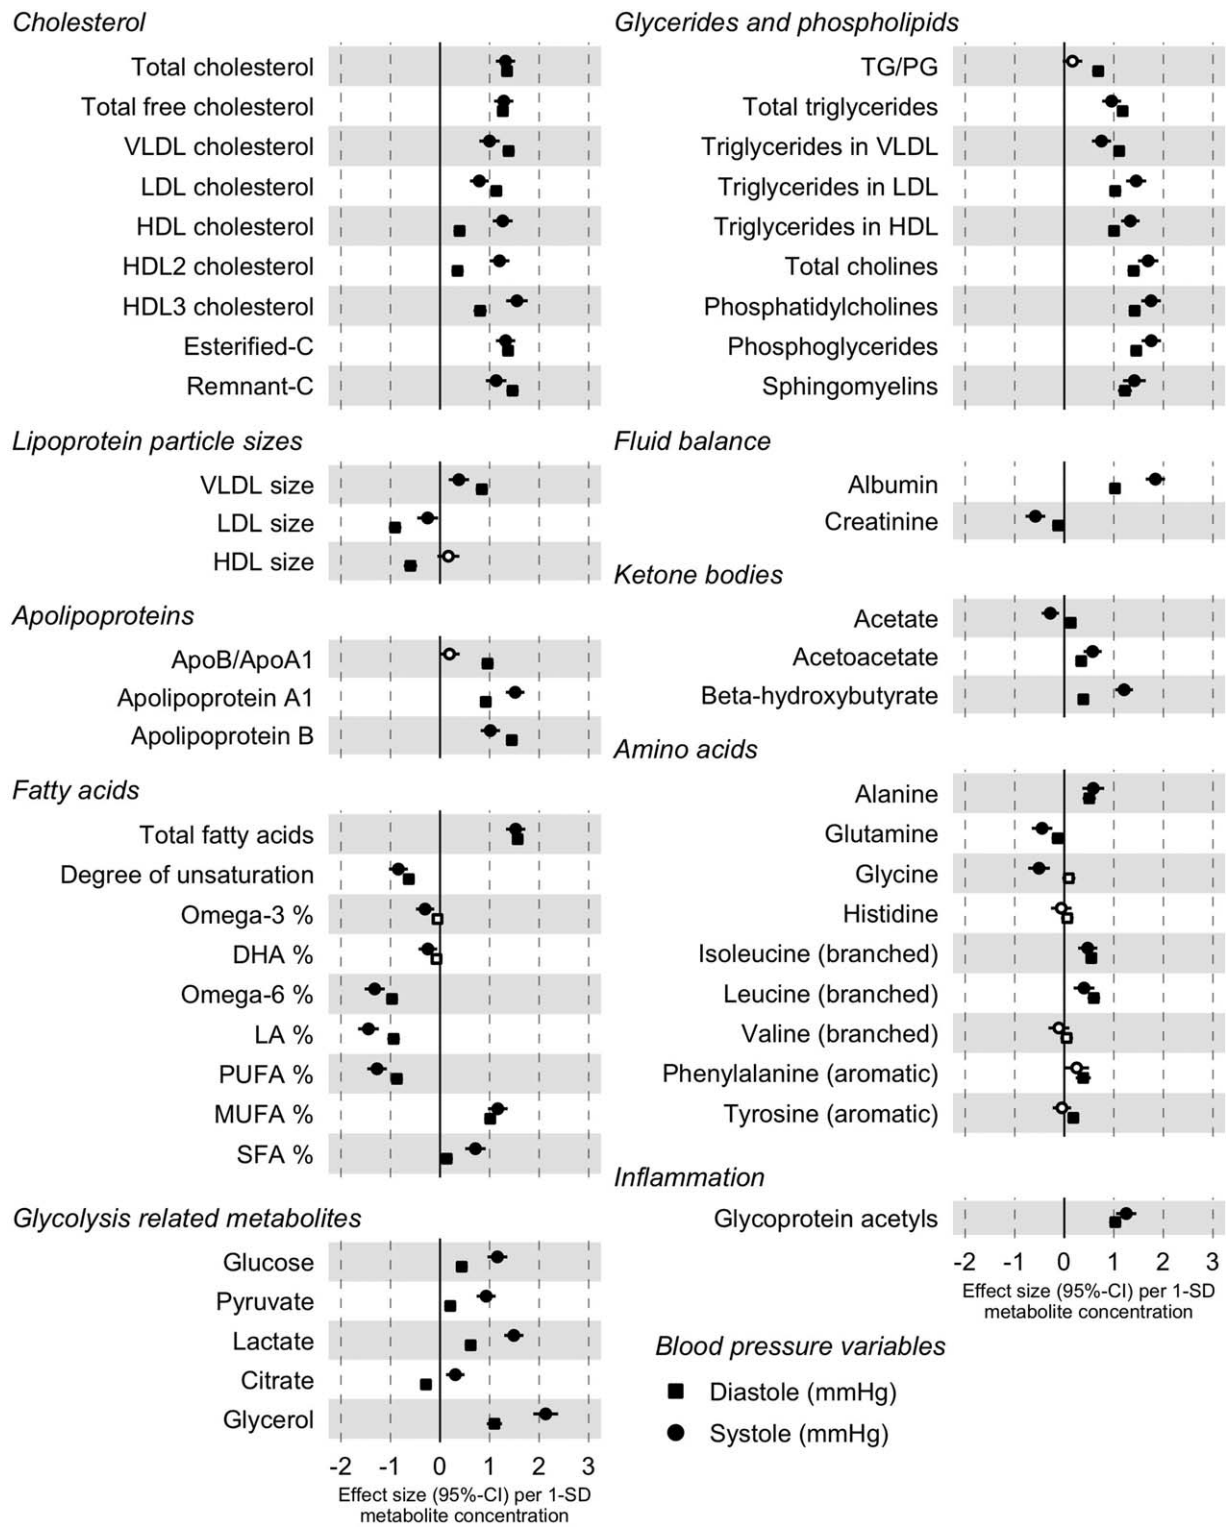 Cholesterol
Total cholesterol
Total free cholesterol
VLDL cholesterol
LDL cholesterol
HDL cholesterol
HDL2 cholesterol
HDL3 cholesterol
Esterified-C
Remnant-C
Lipoprotein particle sizes
VLDL size
LDL size
HDL size
Apolipoproteins
ApoB/ApoA1
Apolipoprotein A1
Apolipoprotein B
Fatty acids
Total fatty acids
Degree of unsaturation
Omega-3 %
DHA %
Omega-6 %
LA %
PUFA %
MUFA %
SFA %
Glycolysis related metabolites
Glucose
Pyruvate
Lactate
Citrate
Glycerol
-2 -1 0 1 2 3
Effect size (95%-CI) per 1-SD
metabolite concentration
Glycerides and phospholipids
TG/PG
Total triglycerides
Triglycerides in VLDL
Triglycerides in LDL
Triglycerides in HDL
Total cholines
Phosphatidylcholines
Phosphoglycerides
Sphingomyelins
Fluid balance
Albumin
Creatinine
Ketone bodies
Acetate
Acetoacetate
Beta-hydroxybutyrate
Amino acids
Alanine
Glutamine
Glycine
Histidine
Isoleucine (branched)
Leucine (branched)
Valine (branched)
Phenylalanine (aromatic)
Tyrosine (aromatic)
Inflammation
Glycoprotein acetyls
-2 -1 0 1 2 3
Effect size (95%-CI) per 1-SD
metabolite concentration
Blood pressure variables
Diastole (mmHg)
Systole (mmHg)